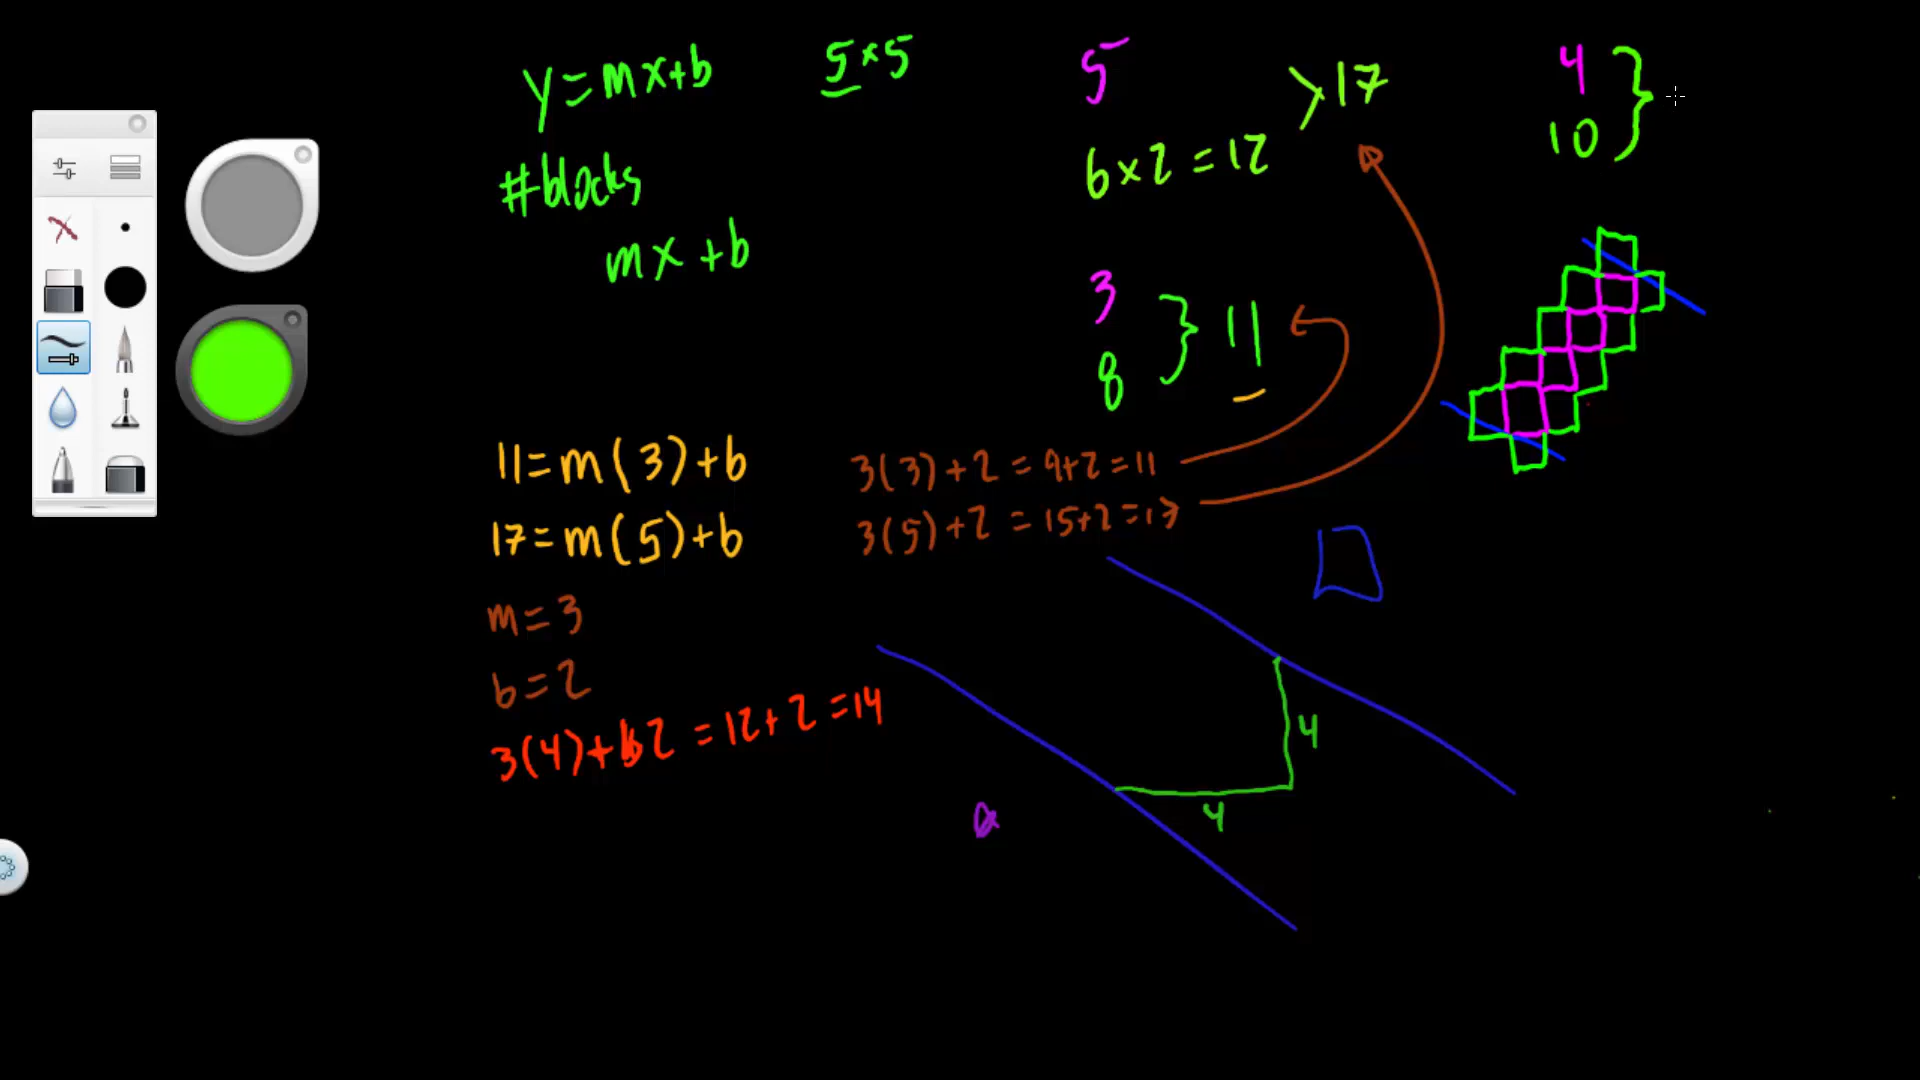 y=mx+b
5×5
#blocks
mx+b
5
6×2=12
>17
3
8
} 11
4
10
}
11=m(3)+b
17=m(5)+b
m=3
b=2
3(4)+b2=12+2=14
3(3)+2=9+2=11
3(5)+2=15+2=17
4
4